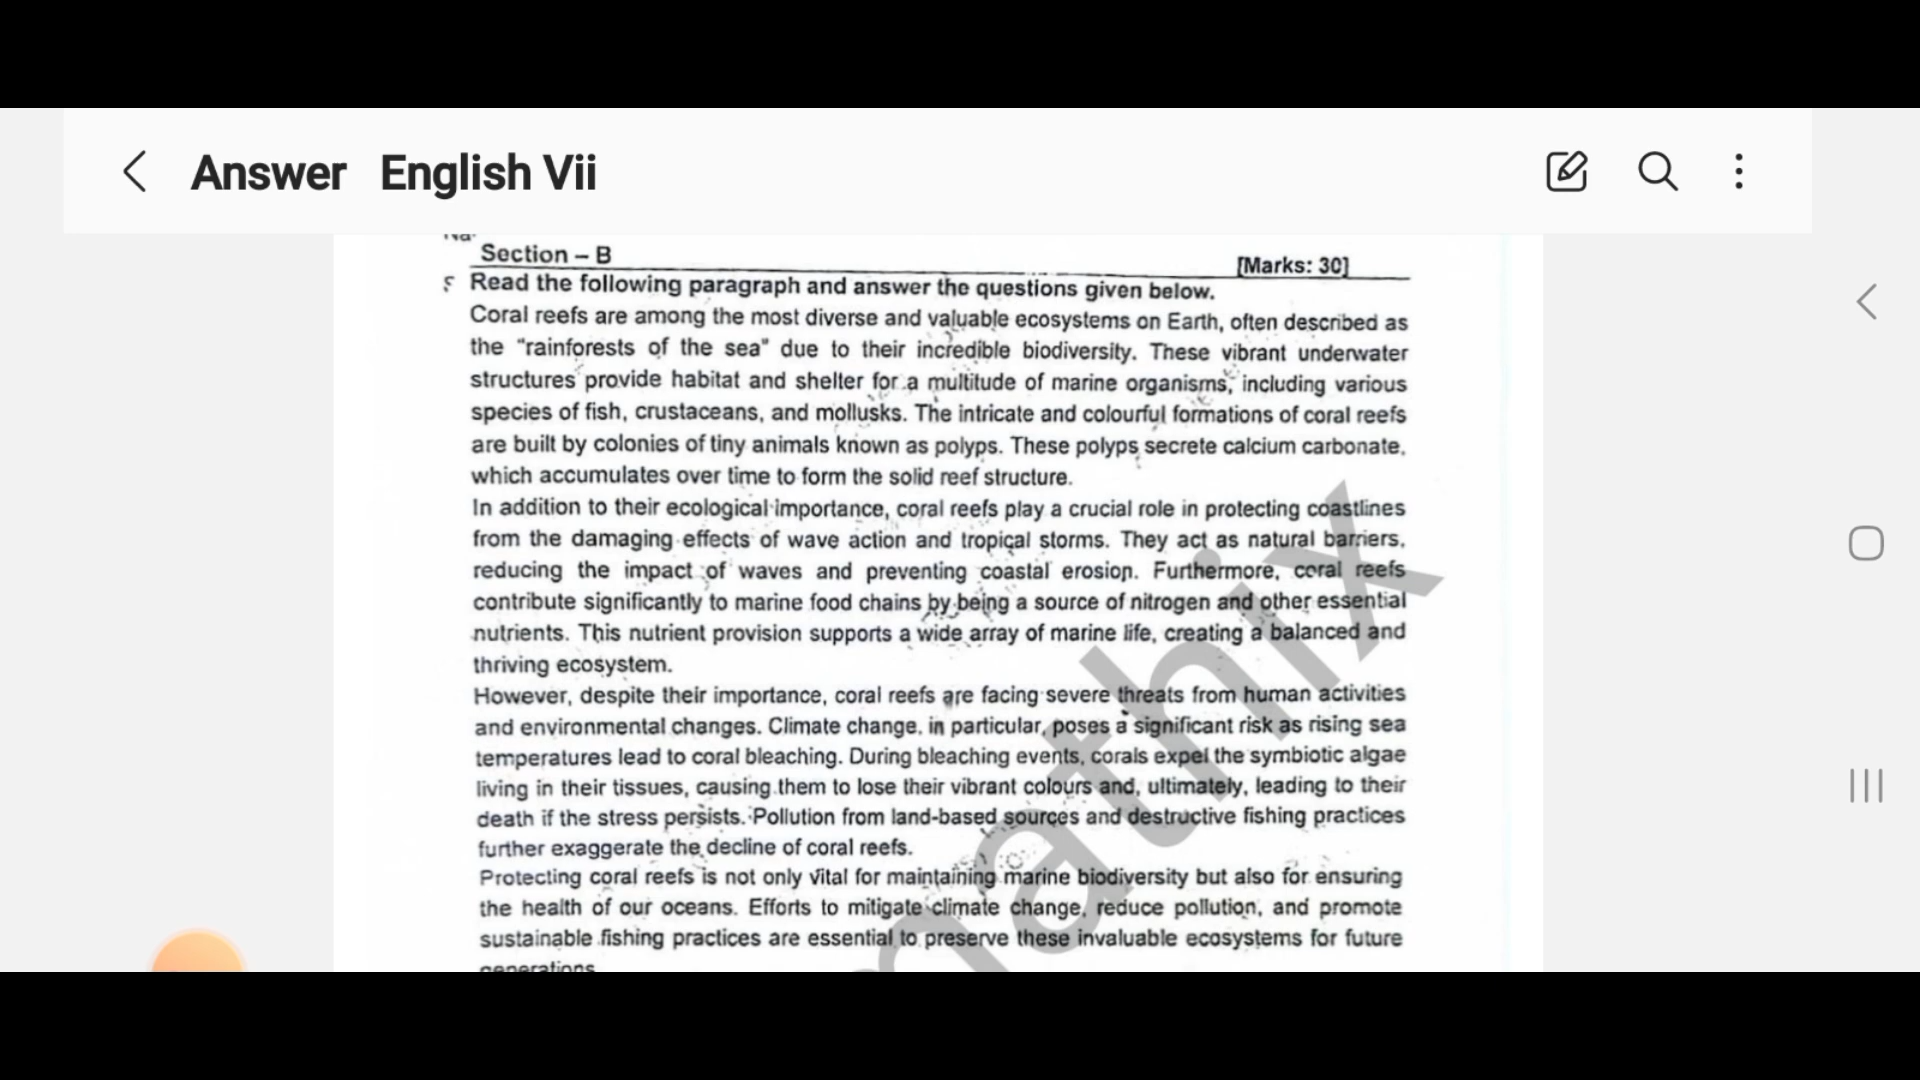 Answer English Vii
Section – B
[Marks: 30]
Read the following paragraph and answer the questions given below.
Coral reefs are among the most diverse and valuable ecosystems on Earth, often described as
the "rainforests of the sea" due to their incredible biodiversity. These vibrant underwater
structures provide habitat and shelter for a multitude of marine organisms, including various
species of fish, crustaceans, and mollusks. The intricate and colourful formations of coral reefs
are built by colonies of tiny animals known as polyps. These polyps secrete calcium carbonate,
which accumulates over time to form the solid reef structure.
In addition to their ecological importance, coral reefs play a crucial role in protecting coastlines
from the damaging effects of wave action and tropical storms. They act as natural barriers,
reducing the impact of waves and preventing coastal erosion. Furthermore, coral reefs
contribute significantly to marine food chains by being a source of nitrogen and other essential
nutrients. This nutrient provision supports a wide array of marine life, creating a balanced and
thriving ecosystem.
However, despite their importance, coral reefs are facing severe threats from human activities
and environmental changes. Climate change, in particular, poses a significant risk as rising sea
temperatures lead to coral bleaching. During bleaching events, corals expel the symbiotic algae
living in their tissues, causing them to lose their vibrant colours and, ultimately, leading to their
death if the stress persists. Pollution from land-based sources and destructive fishing practices
further exaggerate the decline of coral reefs.
Protecting coral reefs is not only vital for maintaining marine biodiversity but also for ensuring
the health of our oceans. Efforts to mitigate climate change, reduce pollution, and promote
sustainable fishing practices are essential to preserve these invaluable ecosystems for future
generations
mathix